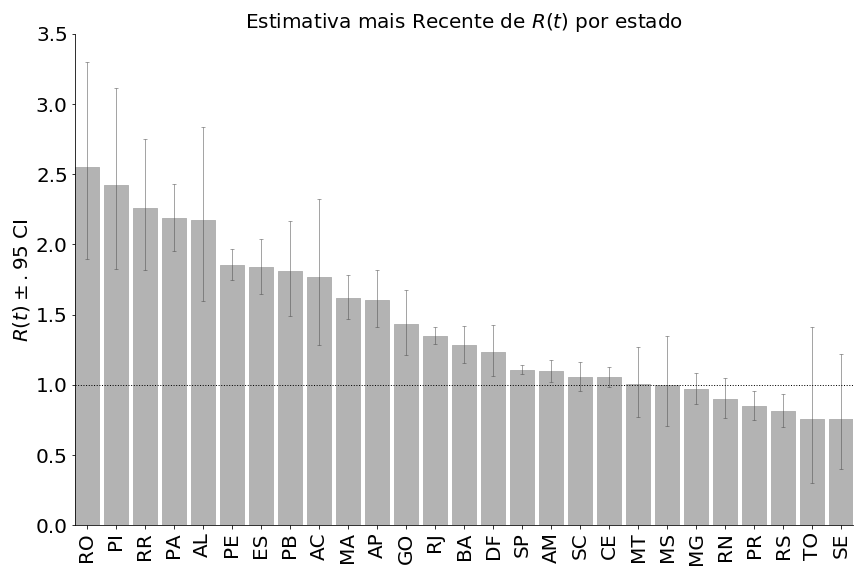 Estimativa mais Recente de R(t) por estado
R(t) ± .95 CI
3.5
3.0
2.5
2.0
1.5
1.0
0.5
0.0
RO PI RR PA AL PE ES PB AC MA AP GO RJ BA DF SP AM SC CE MT MS MG RN PR RS TO SE